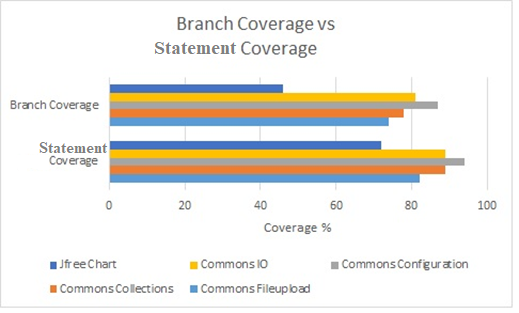 Branch Coverage vs
Statement Coverage
Branch Coverage
Statement
Coverage
0 20 40 60 80 100
Coverage %
Jfree Chart Commons IO Commons Configuration
Commons Collections Commons Fileupload